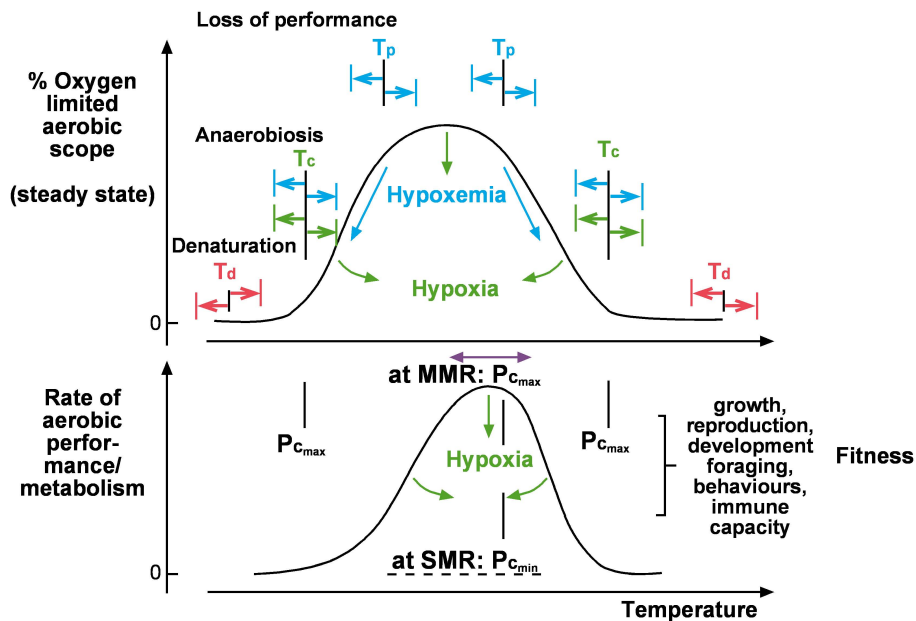 Loss of performance
Tp
Tp
% Oxygen
limited
aerobic
scope
(steady state)
Anaerobiosis
Tc
Tc
Hypoxemia
Denaturation
Td
Td
Hypoxia
0
at MMR: Pcmax
Rate of
aerobic
perfor-
mance/
metabolism
Pcmax
Pcmax
growth,
reproduction,
development
foraging,
behaviours,
immune
capacity
Fitness
Hypoxia
at SMR: Pcmin
0
Temperature